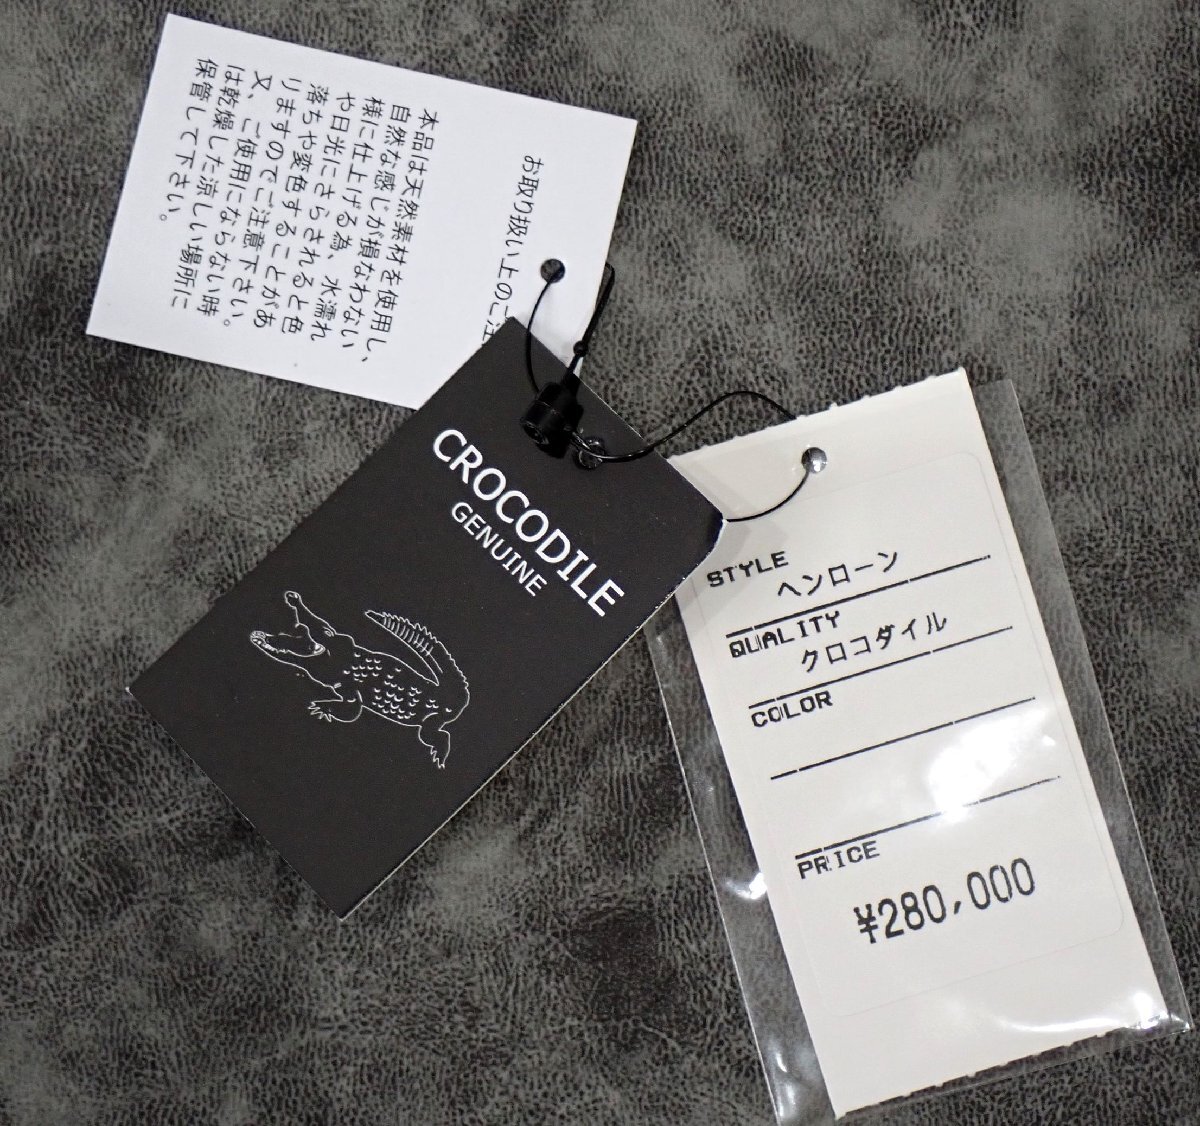 お取り扱い上のご注
本品は天然素材を使用し、
自然な感じが損なわない
様に仕上げる為、水濡れ
や日光にさらされると色
落ちや変色することがあ
りますのでご注意下さい。
又、ご使用にならない時
は乾燥した涼しい場所に
保管して下さい。
CROCODILE
GENUINE
STYLE
ヘンローン
QUALITY
クロコダイル
COLOR
PRICE
¥280,000